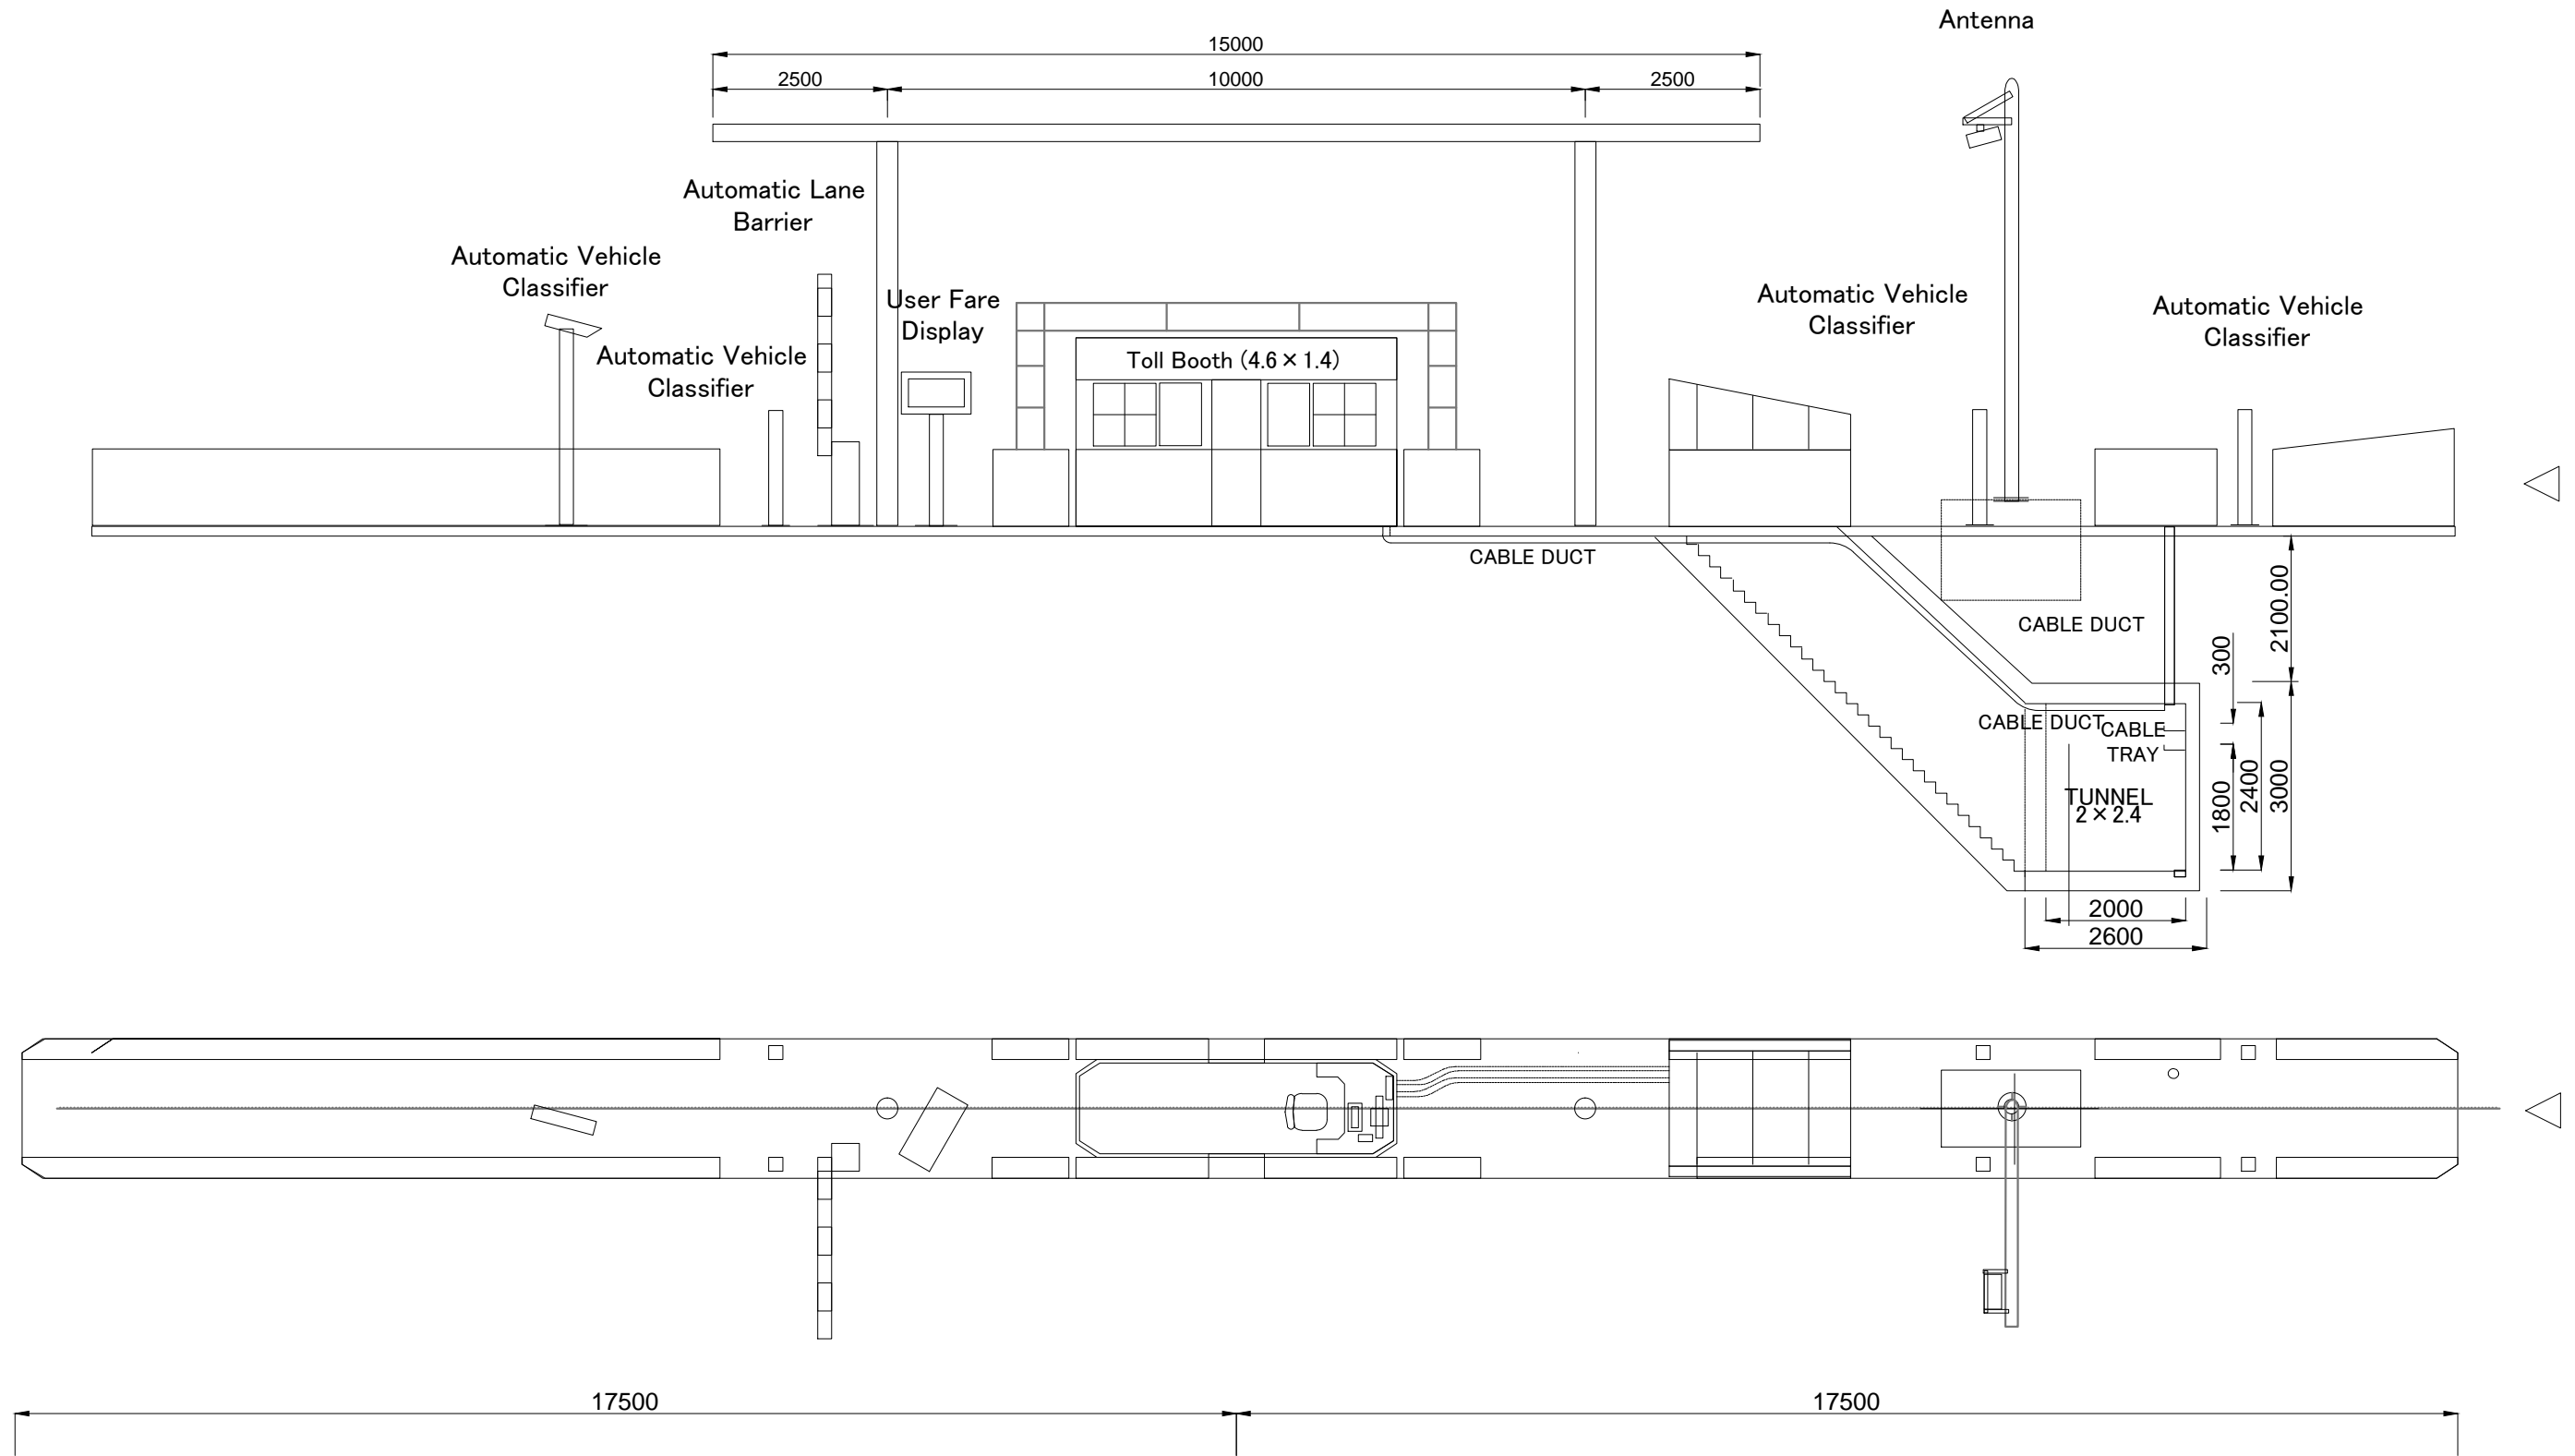 Antenna
15000
2500
10000
2500
Automatic Lane
Barrier
Automatic Vehicle
Classifier
User Fare
Display
Automatic Vehicle
Classifier
Automatic Vehicle
Classifier
Automatic Vehicle
Classifier
Toll Booth (4.6×1.4)
CABLE DUCT
CABLE DUCT
2100.00
300
CABLE DUCT
CABLE
TRAY
TUNNEL
2×2.4
1800
2400
3000
2000
2600
17500
17500